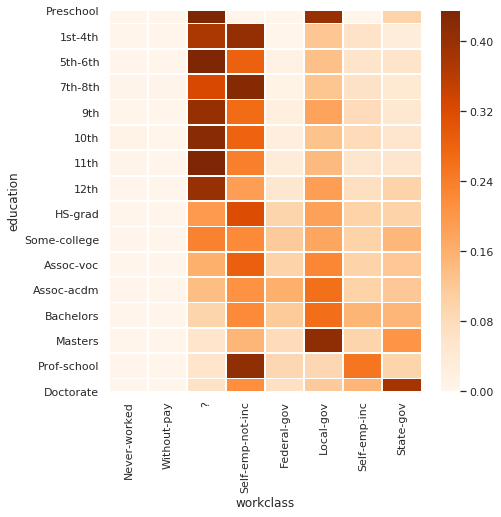 Preschool
1st-4th
5th-6th
7th-8th
9th
10th
11th
12th
HS-grad
Some-college
Assoc-voc
Assoc-acdm
Bachelors
Masters
Prof-school
Doctorate
education
Never-worked
Without-pay
?
Self-emp-not-inc
Federal-gov
Local-gov
Self-emp-inc
State-gov
workclass
0.40
0.32
0.24
0.16
0.08
0.00